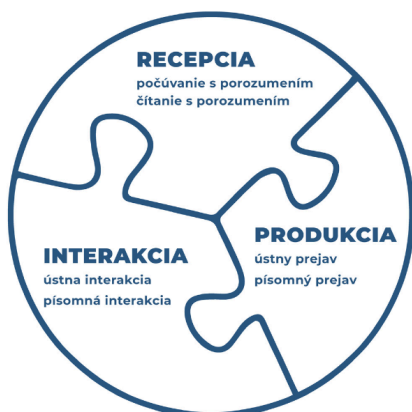 RECEPCIA
počúvanie s porozumením
čítanie s porozumením
INTERAKCIA
ústna interakcia
písomná interakcia
PRODUKCIA
ústny prejav
písomný prejav